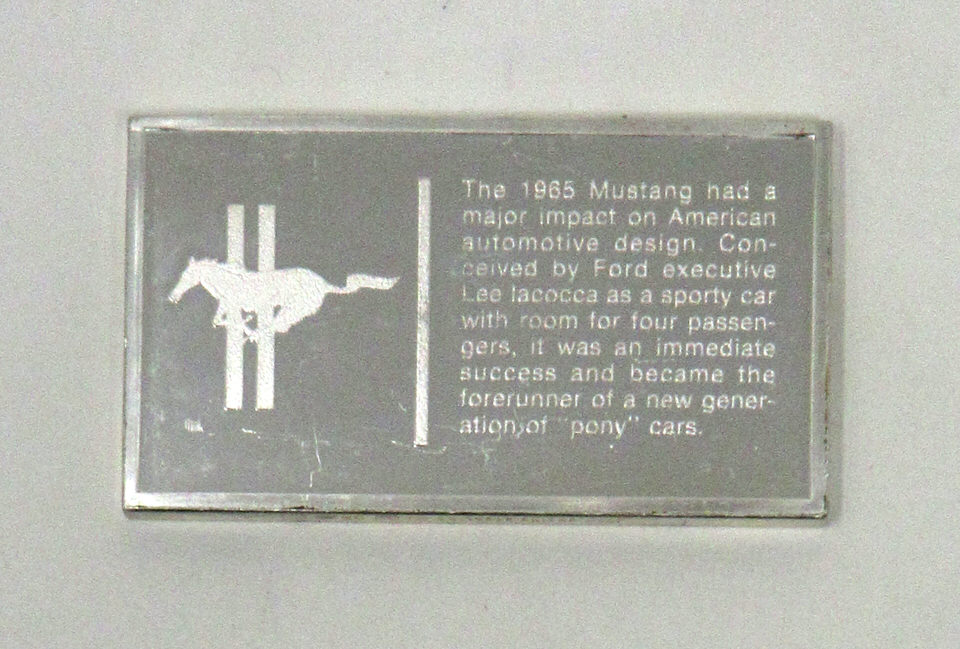 The 1965 Mustang had a
major impact on American
automotive design. Con-
ceived by Ford executive
Lee Iacocca as a sporty car
with room for four passen-
gers, it was an immediate
success and became the
forerunner of a new gener-
ation of "pony" cars.